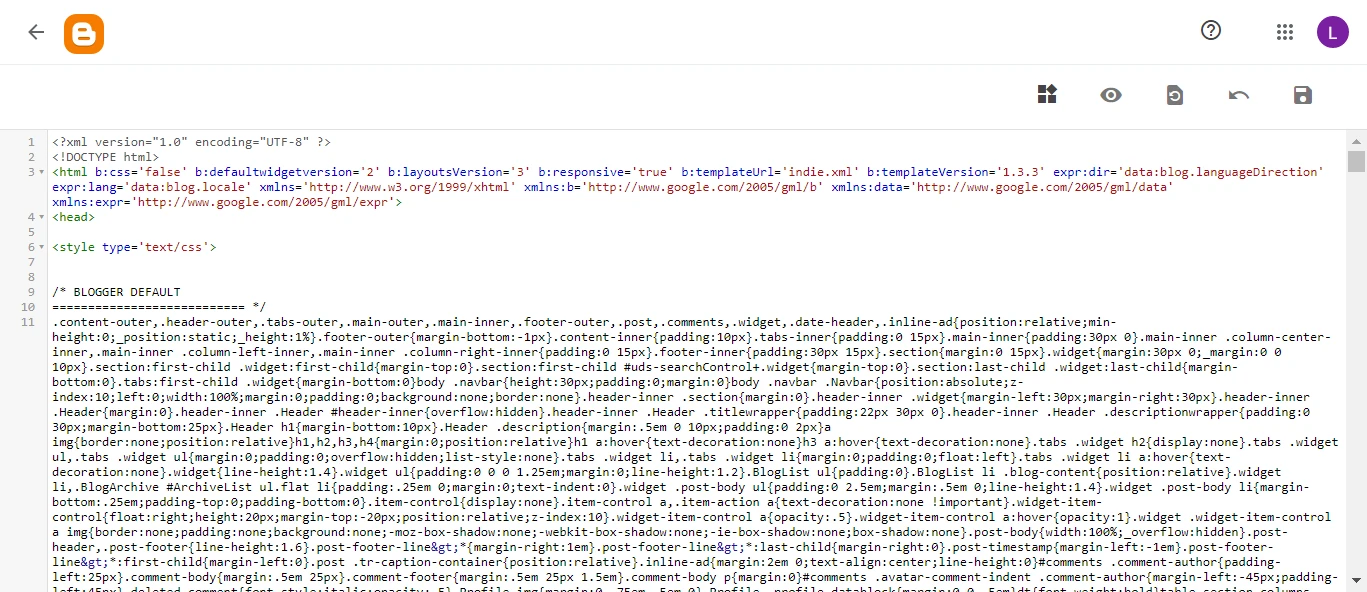 L
1 <?xml version="1.0" encoding="UTF-8" ?>
2 <!DOCTYPE html>
3 <html b:css='false' b:defaultwidgetversion='2' b:layoutsVersion='3' b:responsive='true' b:templateUrl='indie.xml' b:templateVersion='1.3.3' expr:dir='data:blog.languageDirection'
expr:lang='data:blog.locale' xmlns='http://www.w3.org/1999/xhtml' xmlns:b='http://www.google.com/2005/gml/b' xmlns:data='http://www.google.com/2005/gml/data'
xmlns:expr='http://www.google.com/2005/gml/expr'>
4 <head>
5
6 <style type='text/css'>
7
8
9 /* BLOGGER DEFAULT
10 =========================== */
11 .content-outer,.header-outer,.tabs-outer,.main-outer,.main-inner,.footer-outer,.post,.comments,.widget,.date-header,.inline-ad{position:relative;min-
height:0;_position:static;_height:1%}.footer-outer{margin-bottom:-1px}.content-inner{padding:10px}.tabs-inner{padding:0 15px}.main-inner{padding:30px 0}.main-inner .column-center-
inner,.main-inner .column-left-inner,.main-inner .column-right-inner{padding:0 15px}.footer-inner{padding:30px 15px}.section{margin:0 15px}.widget{margin:30px 0;_margin:0 0
10px}.section:first-child .widget:first-child{margin-top:0}.section:first-child #uds-searchControl+.widget{margin-top:0}.section:last-child .widget:last-child{margin-
bottom:0}.tabs:first-child .widget{margin-bottom:0}body .navbar{height:30px;padding:0;margin:0}body .navbar .Navbar{position:absolute;z-
index:10;left:0;width:100%;margin:0;padding:0;background:none;border:none}.header-inner .section{margin:0}.header-inner .widget{margin-left:30px;margin-right:30px}.header-inner
.Header{margin:0}.header-inner .Header #header-inner{overflow:hidden}.header-inner .Header .titlewrapper{padding:22px 30px 0}.header-inner .Header .descriptionwrapper{padding:0
30px;margin-bottom:25px}.Header h1{margin-bottom:10px}.Header .description{margin:.5em 0 10px;padding:0 2px}a
img{border:none;position:relative}h1,h2,h3,h4{margin:0;position:relative}h1 a:hover{text-decoration:none}h3 a:hover{text-decoration:none}.tabs .widget h2{display:none}.tabs .widget
ul,.tabs .widget ul{margin:0;padding:0;overflow:hidden;list-style:none}.tabs .widget li,.tabs .widget li{margin:0;padding:0;float:left}.tabs .widget li a:hover{text-
decoration:none}.widget{line-height:1.4}.widget ul{padding:0 0 0 1.25em;margin:0;line-height:1.2}.BlogList ul{padding:0}.BlogList li .blog-content{position:relative}.widget
li,.BlogArchive #ArchiveList ul.flat li{padding:.25em 0;margin:0;text-indent:0}.widget .post-body ul{padding:0 2.5em;margin:.5em 0;line-height:1.4}.widget .post-body li{margin-
bottom:.25em;padding-top:0;padding-bottom:0}.item-control{display:none}.item-control a,.item-action a{text-decoration:none !important}.widget-item-
control{float:right;height:20px;margin-top:-20px;position:relative;z-index:10}.widget-item-control a{opacity:.5}.widget-item-control a:hover{opacity:1}.widget .widget-item-control
a img{border:none;padding:none;background:none;-moz-box-shadow:none;-webkit-box-shadow:none;-ie-box-shadow:none;box-shadow:none}.post-body{width:100%;_overflow:hidden}.post-
header,.post-footer{line-height:1.6}.post-footer-line&gt;*{margin-right:1em}.post-footer-line&gt;*:last-child{margin-right:0}.post-timestamp{margin-left:-1em}.post-footer-
line&gt;*:first-child{margin-left:0}.post .tr-caption-container{position:relative}.inline-ad{margin:2em 0;text-align:center;line-height:0}#comments .comment-author{padding-
left:25px}.comment-body{margin:.5em 25px}.comment-footer{margin:.5em 25px 1.5em}.comment-body p{margin:0}#comments .avatar-comment-indent .comment-author{margin-left:-45px;padding-